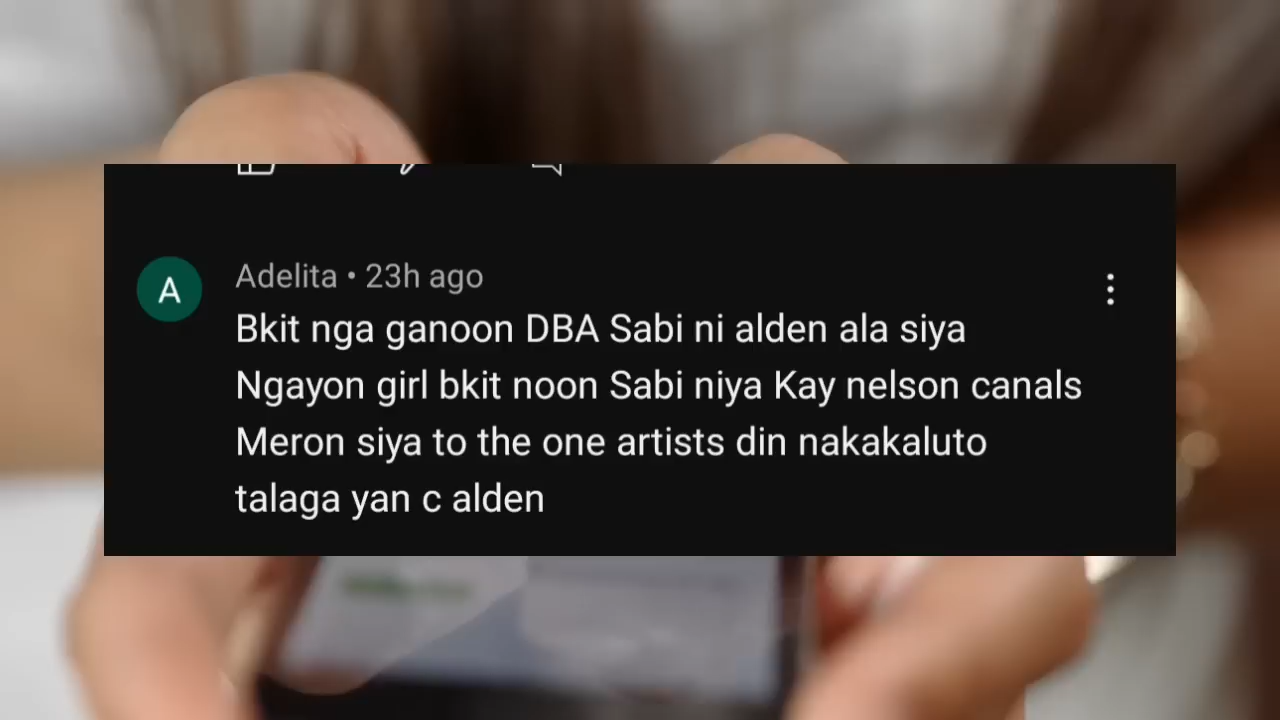 A
Adelita • 23h ago
Bkit nga ganoon DBA Sabi ni alden ala siya
Ngayon girl bkit noon Sabi niya Kay nelson canals
Meron siya to the one artists din nakakaluto
talaga yan c alden